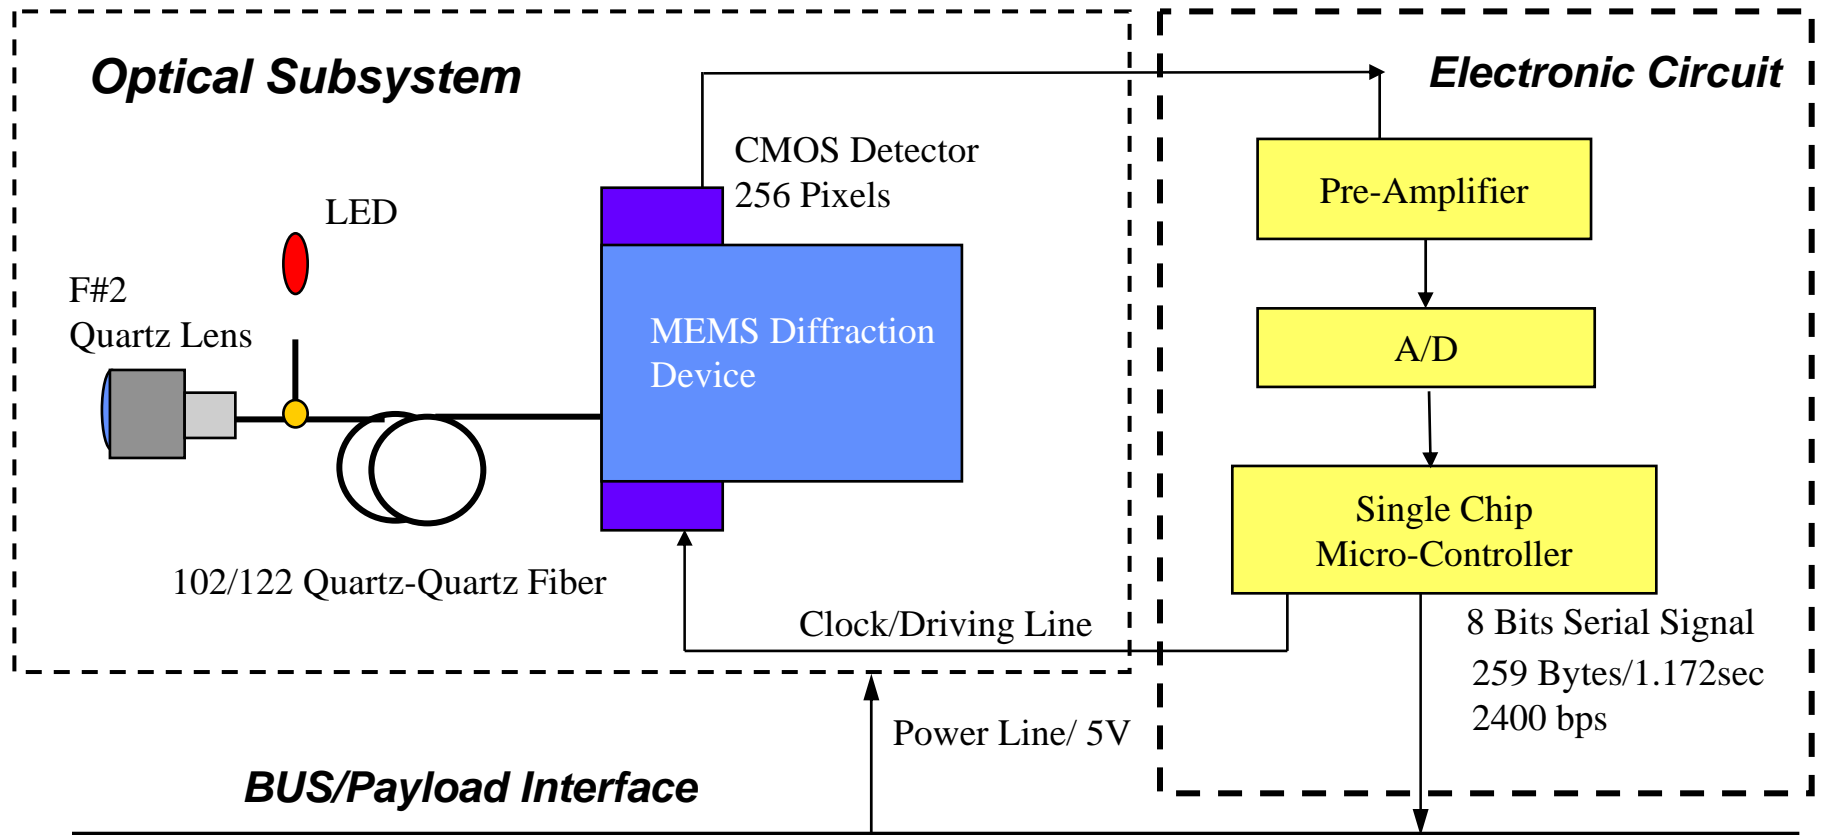 Optical Subsystem
Electronic Circuit
CMOS Detector
256 Pixels
Pre-Amplifier
LED
F#2
Quartz Lens
MEMS Diffraction
Device
A/D
Single Chip
Micro-Controller
102/122 Quartz-Quartz Fiber
Clock/Driving Line
8 Bits Serial Signal
259 Bytes/1.172sec
2400 bps
Power Line/ 5V
BUS/Payload Interface